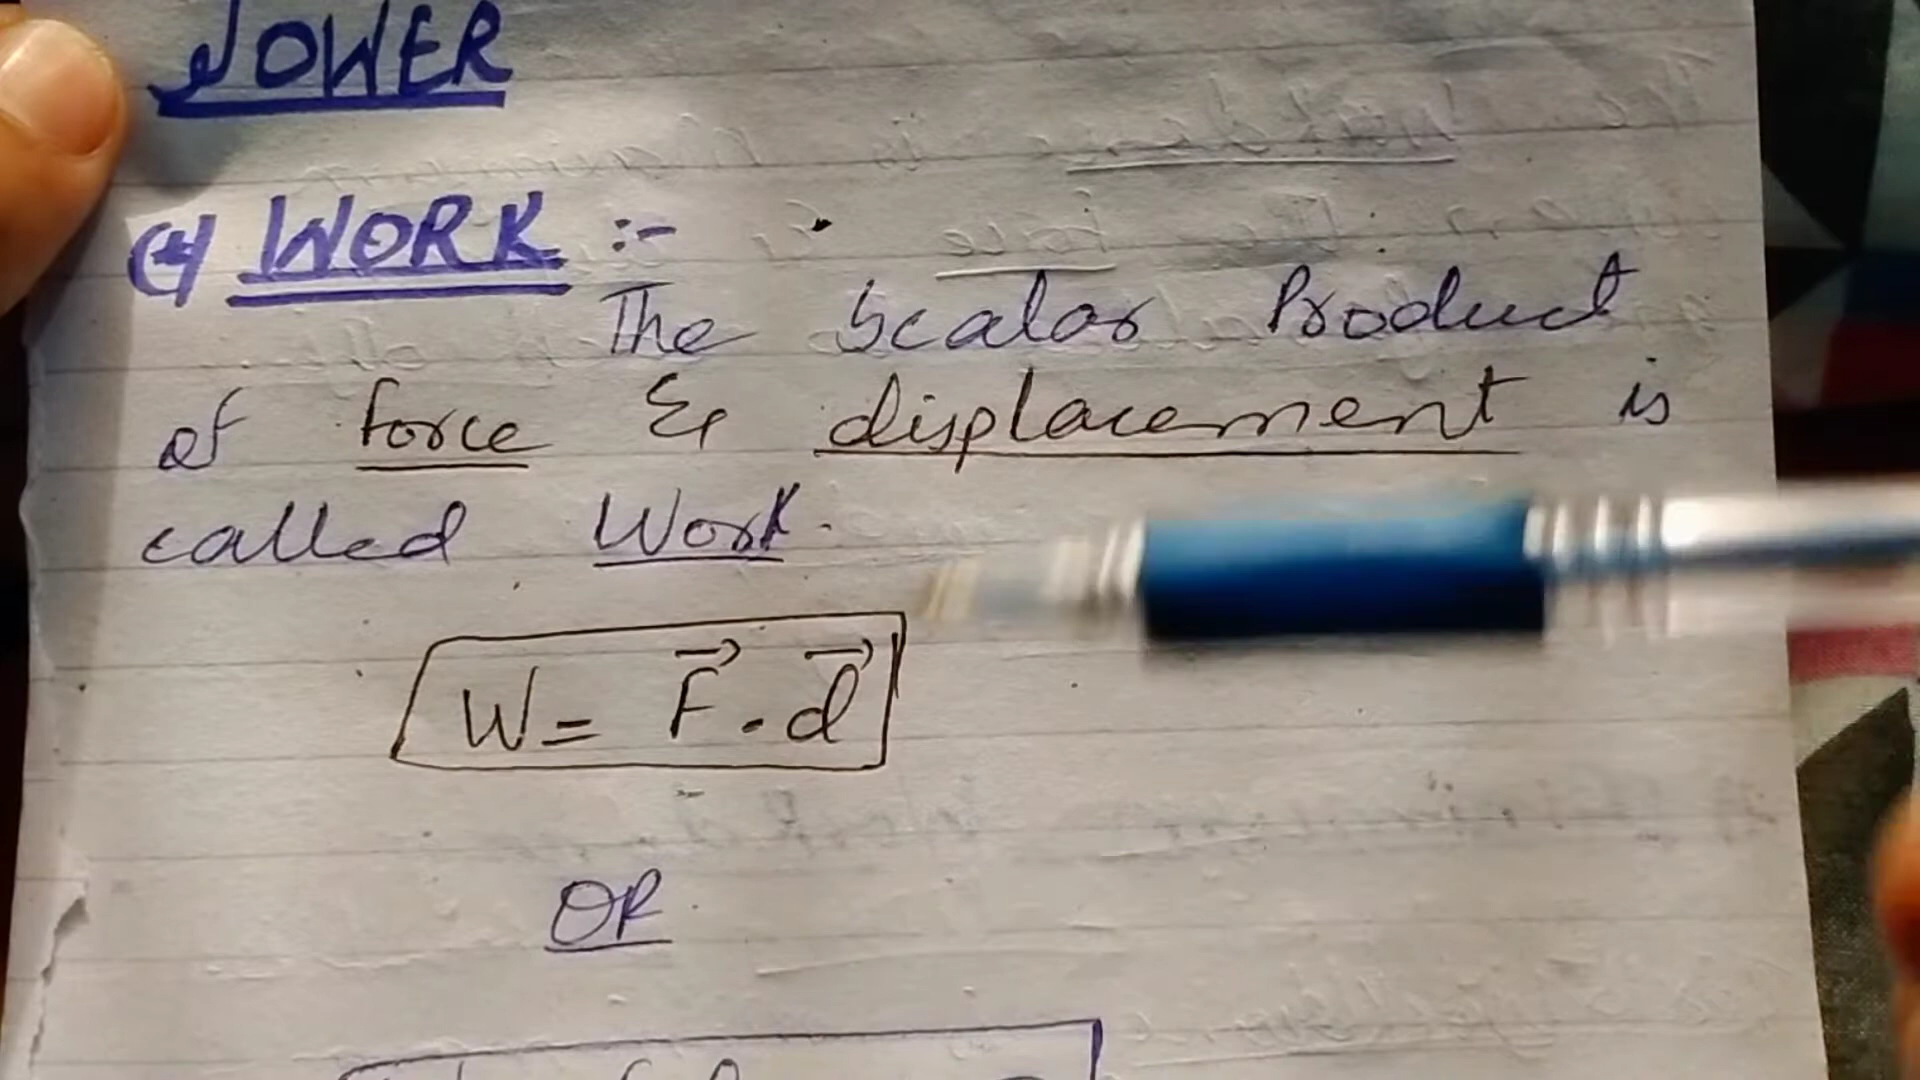 POWER
(*) WORK :-
The Scalar Product
of force & displacement is
called Work.
W = F⃗ . d⃗
OR